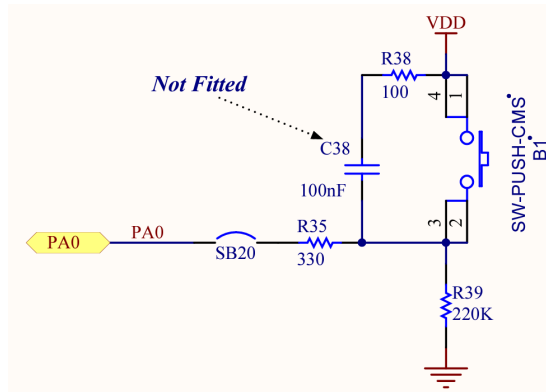 VDD
R38
100
Not Fitted
4
1
C38
100nF
SW-PUSH-CMS
B1
PA0
PA0
SB20
R35
330
3
2
R39
220K